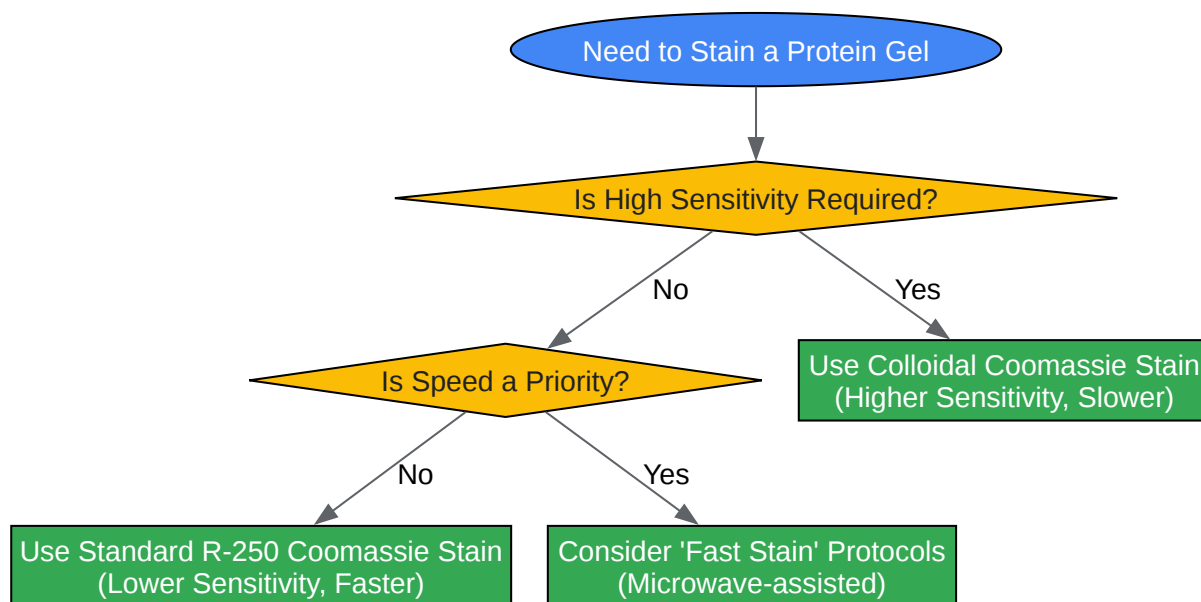 Need to Stain a Protein Gel
Is High Sensitivity Required?
No
Yes
Is Speed a Priority?
Use Colloidal Coomassie Stain
(Higher Sensitivity, Slower)
No
Yes
Use Standard R-250 Coomassie Stain
(Lower Sensitivity, Faster)
Consider 'Fast Stain' Protocols
(Microwave-assisted)